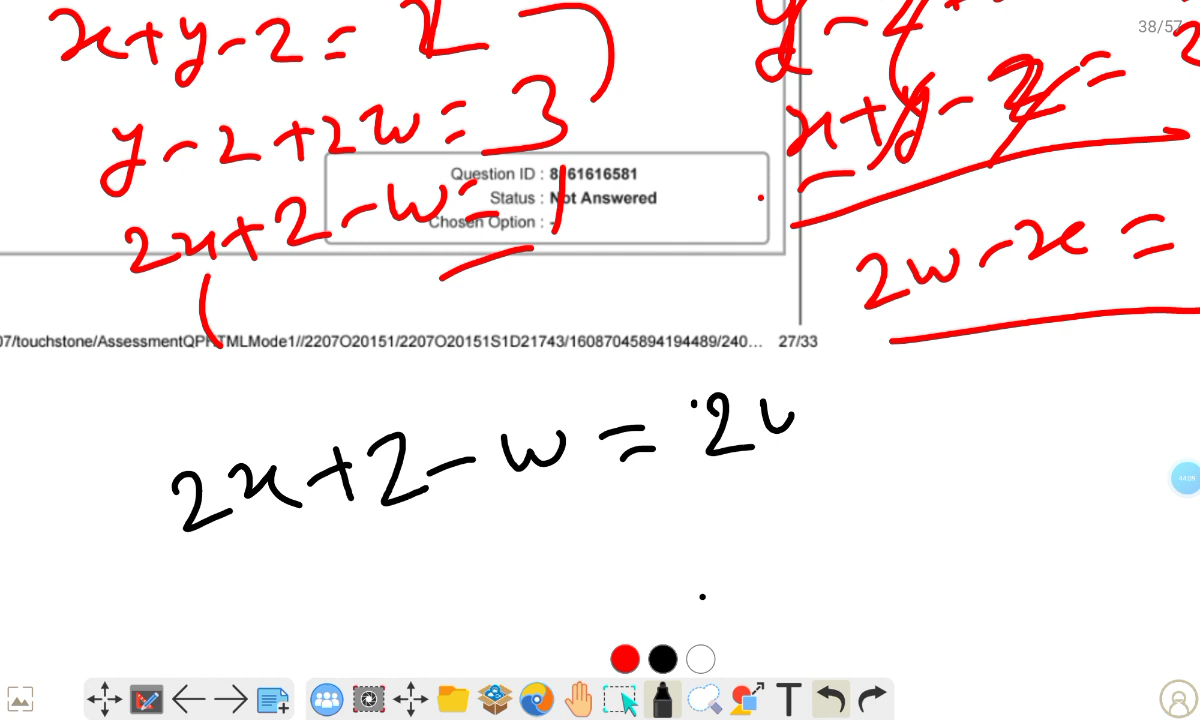 x+y-z= 2
y-z+2w= 3
2x+z-w= 1
y-z
x+y-z= 2
2w-x=
38/57
Question ID : 8 61616581
Status : Not Answered
Chosen Option : -
07/touchstone/AssessmentQPHTMLMode1//2207O20151/2207O20151S1D21743/16087045894194489/240... 27/33
2x+z-w= 2
T